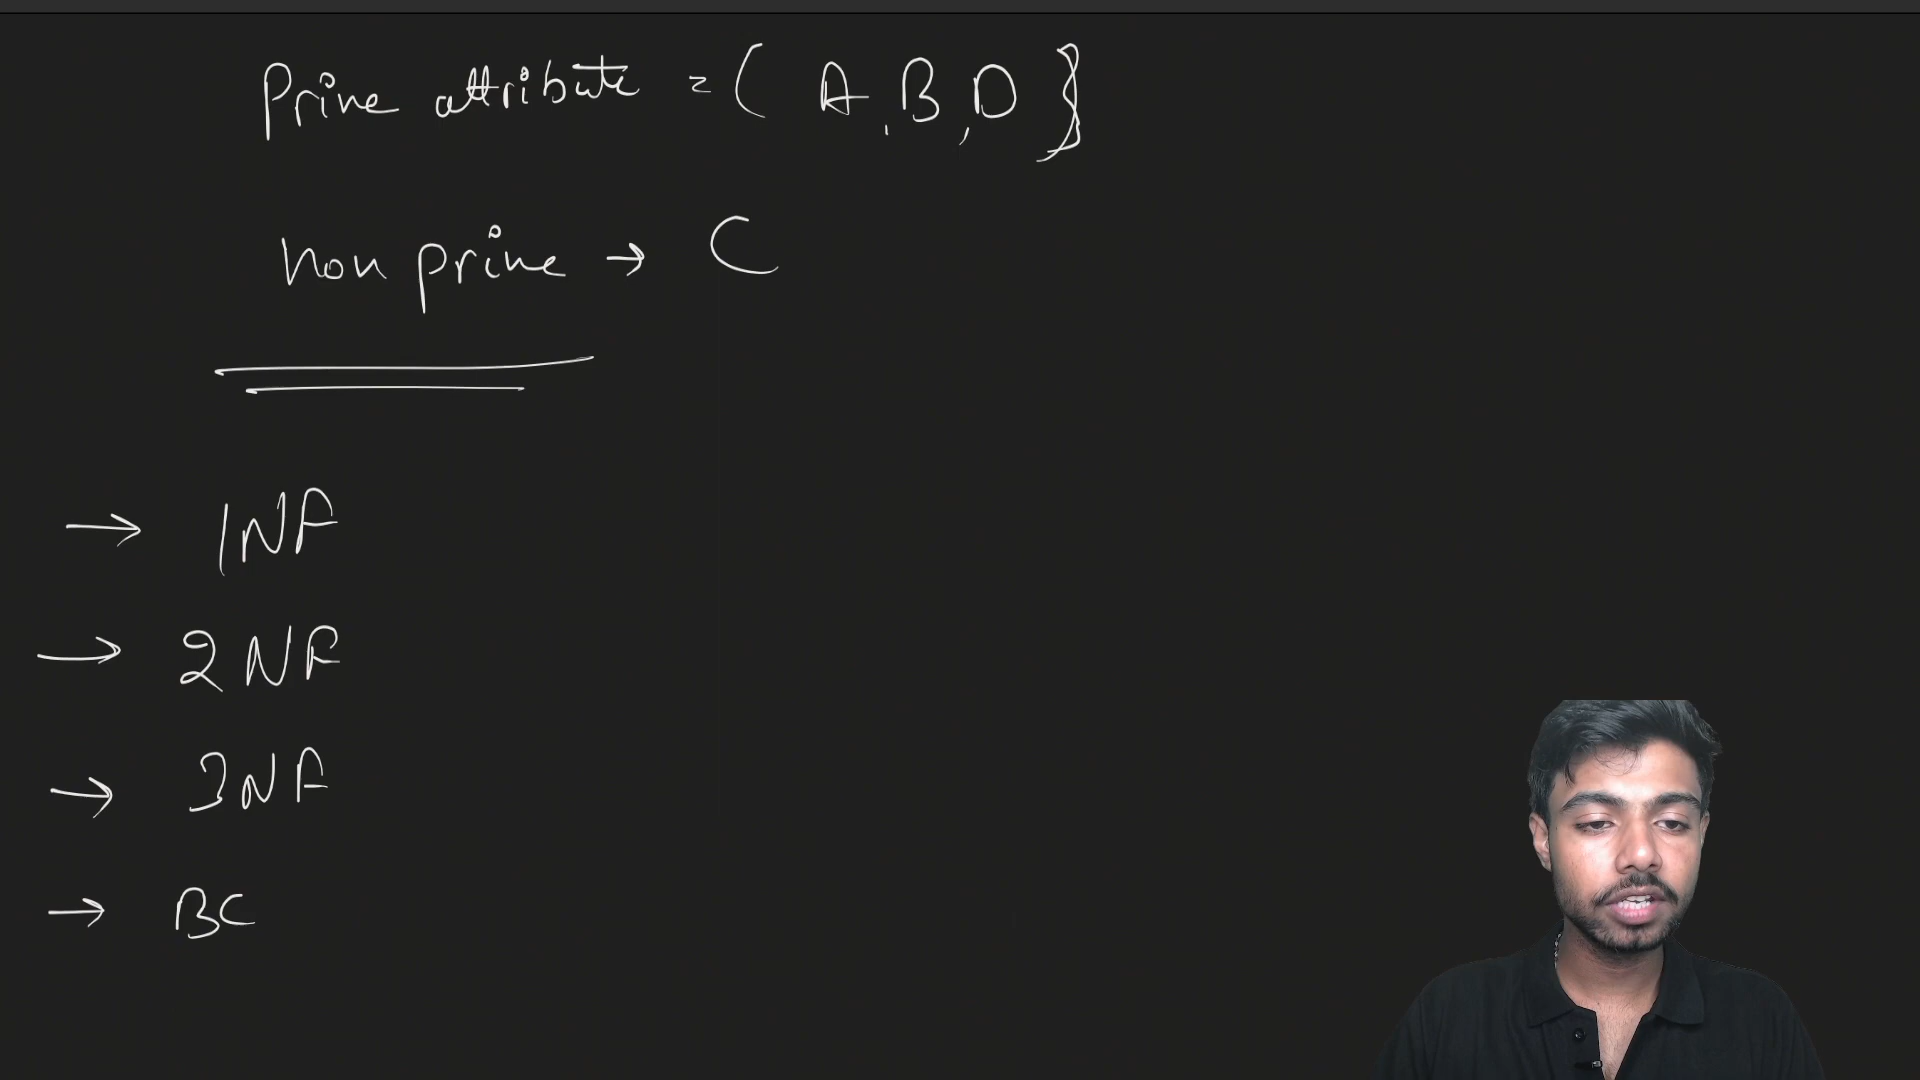 Prime attribute = ( A, B, D }
non prime → C
→ 1NF
→ 2NF
→ 3NF
→ BC